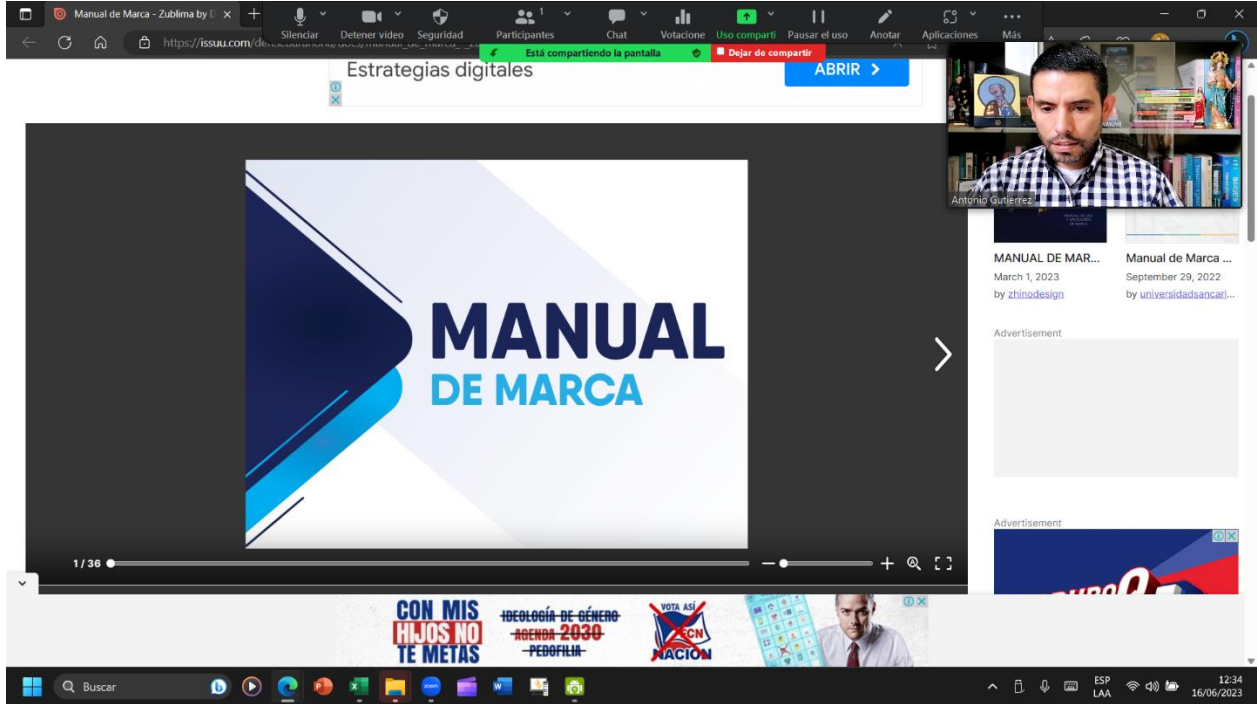 Manual de Marca - Zublima by D
Silenciar
Detener video
Seguridad
Participantes
1
Chat
Votacione
Uso comparti
Pausar el uso
Anotar
Aplicaciones
Más
https://issuu.com/
Está compartiendo la pantalla
Dejar de compartir
Estrategias digitales
ABRIR >
Antonio Gutierrez
MANUAL
DE MARCA
MANUAL DE MAR...
March 1, 2023
by zhinodesign
Manual de Marca ...
September 29, 2022
by universidadsancarl...
Advertisement
Advertisement
1/36
CON MIS
HIJOS NO
TE METAS
IDEOLOGÍA DE GÉNERO
AGENDA 2030
PEDOFILIA
VOTA ASÍ
FCN
NACION
Buscar
zoom
ESP
LAA
12:34
16/06/2023